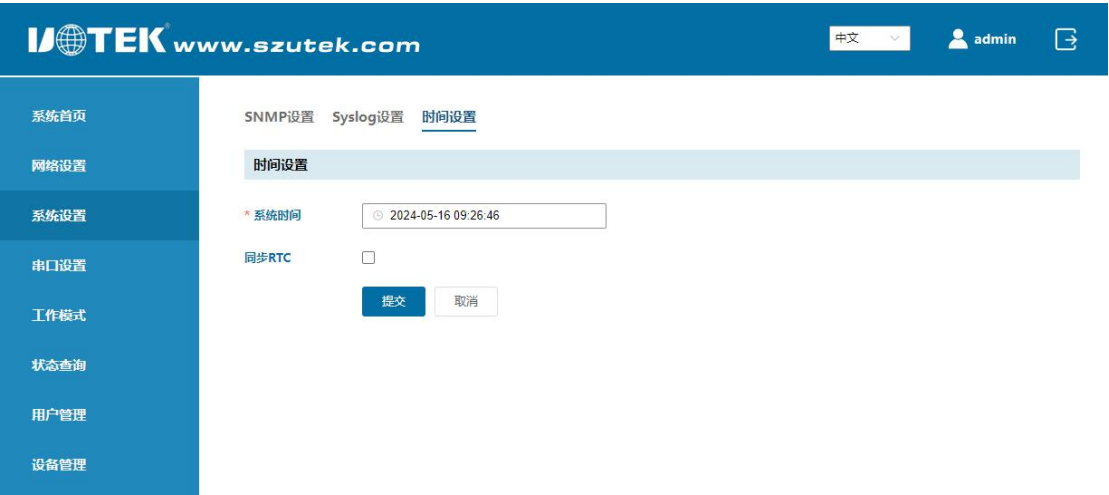 UTEK® www.szutek.com
中文
admin
系统首页
网络设置
系统设置
串口设置
工作模式
状态查询
用户管理
设备管理
SNMP设置 Syslog设置 时间设置
时间设置
* 系统时间 2024-05-16 09:26:46
同步RTC
提交 取消